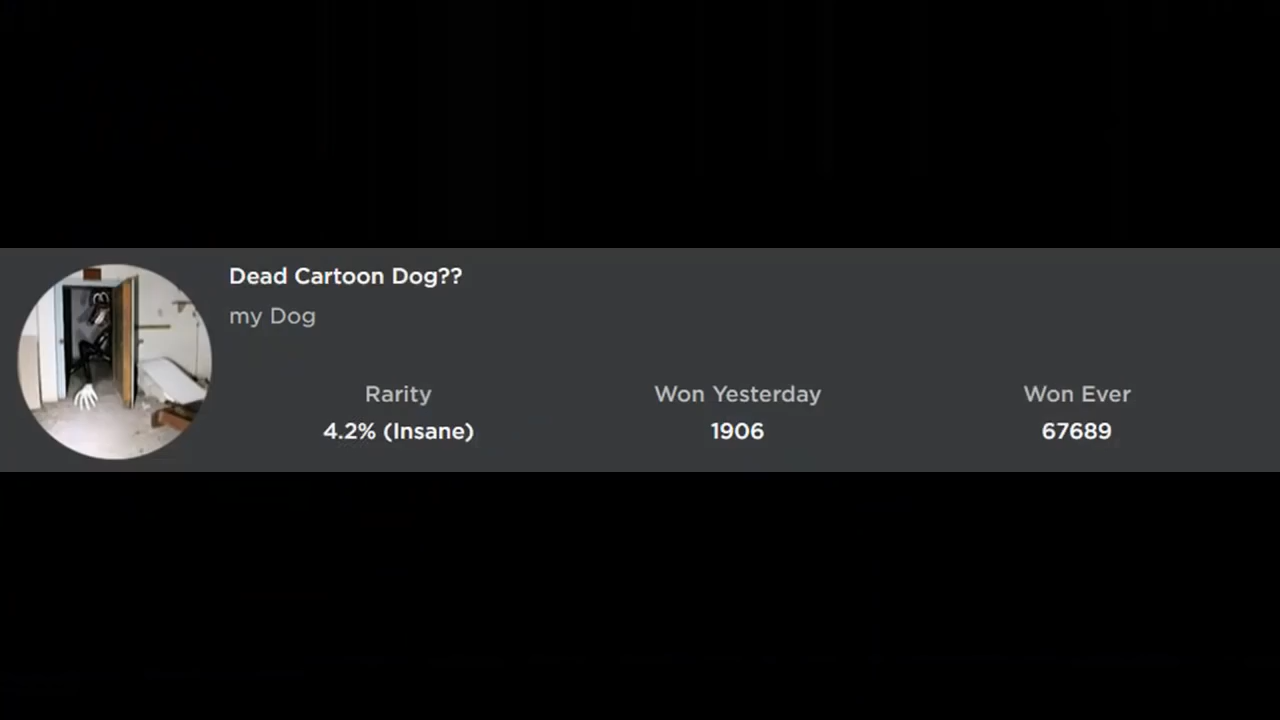 Dead Cartoon Dog??
my Dog
Rarity
Won Yesterday
Won Ever
4.2% (Insane)
1906
67689